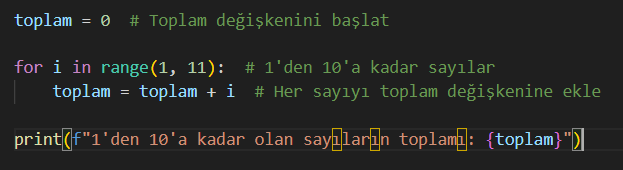 toplam = 0  # Toplam değişkenini başlat
for i in range(1, 11):  # 1'den 10'a kadar sayılar
    toplam = toplam + i  # Her sayıyı toplam değişkenine ekle
print(f"1'den 10'a kadar olan sayıların toplamı: {toplam}")